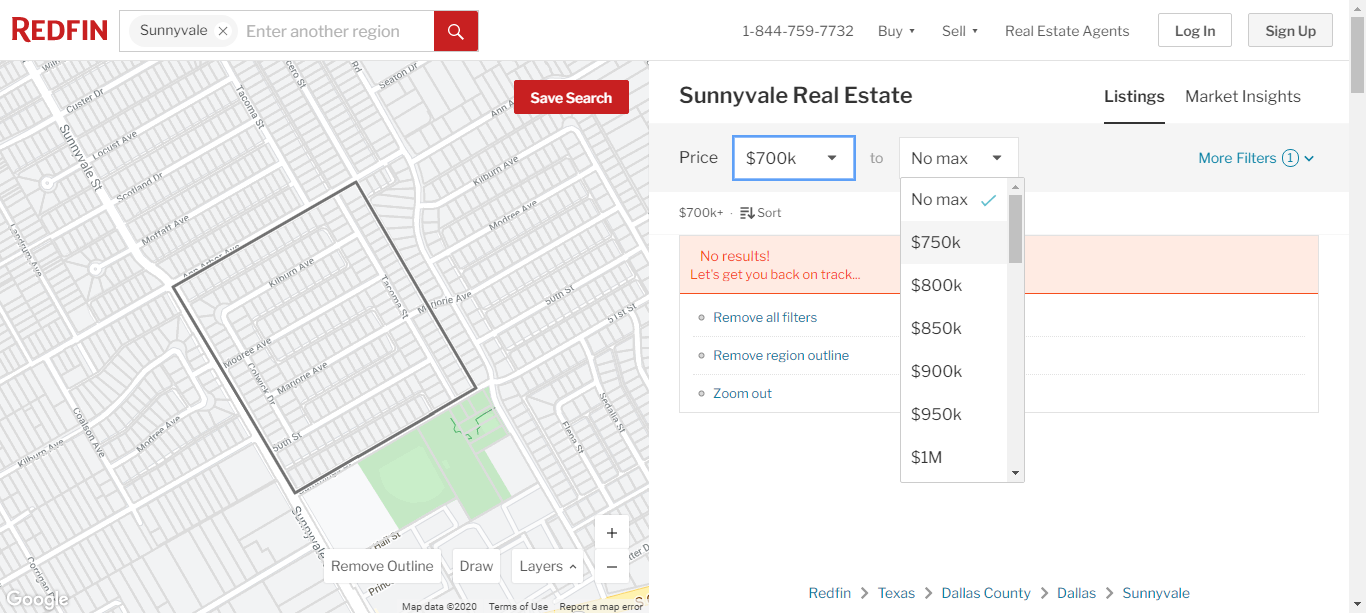 REDFIN
Sunnyvale ×
Enter another region
1-844-759-7732
Buy
Sell
Real Estate Agents
Log In
Sign Up
Save Search
Custer Dr
Locust Ave
Scotland Dr
Moffatt Ave
Landrum Ave
Sunnyvale St
Tacoma St
Rd
Seaton Dr
Ann A
Kilburn Ave
Modree Ave
Kilburn Ave
Tacoma St
Marjorie Ave
50th St
51st St
Modree Ave
Colwick Dr
Marjorie Ave
50th St
Coalson Ave
Modree Ave
Kilburn Ave
Elena St
Sedalia St
Sunnyvale
Corrigan
Remove Outline
Draw
Layers
+
−
Google
Map data ©2020
Terms of Use
Report a map error
Sunnyvale Real Estate
Listings
Market Insights
Price
$700k
to
No max
More Filters 1
No max
$750k
$800k
$850k
$900k
$950k
$1M
$700k+ · Sort
No results!
Let's get you back on track...
Remove all filters
Remove region outline
Zoom out
Redfin
Texas
Dallas County
Dallas
Sunnyvale